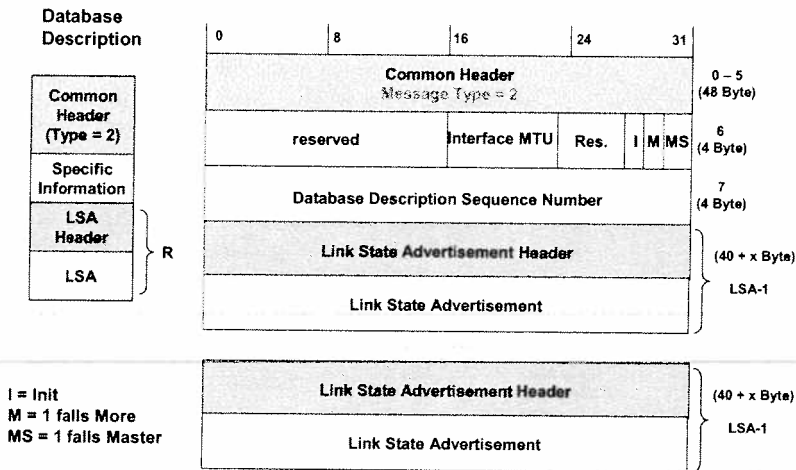 Database
Description
0 8 16 24 31
Common
Header
(Type = 2)
Specific
Information
LSA
Header
LSA
R
Common Header
Message Type = 2
0 – 5
(48 Byte)
reserved
Interface MTU
Res.
I
M
MS
6
(4 Byte)
Database Description Sequence Number
7
(4 Byte)
Link State Advertisement Header
(40 + x Byte)
LSA-1
Link State Advertisement
I = Init
M = 1 falls More
MS = 1 falls Master
Link State Advertisement Header
(40 + x Byte)
LSA-1
Link State Advertisement